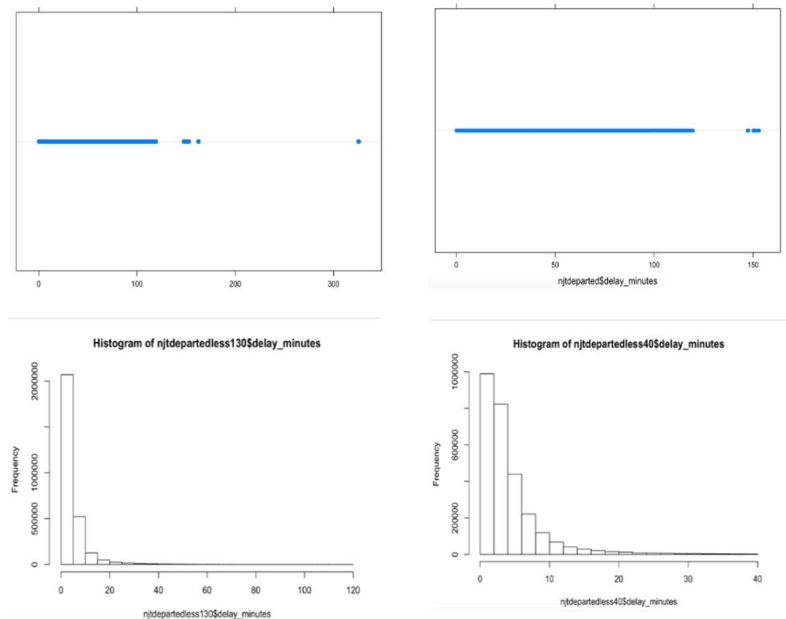 0 100 200 300
0 50 100 150
njtdeparted$delay_minutes
Histogram of njtdepartedless130$delay_minutes
Frequency
2000000
1000000
500000
0
0 20 40 60 80 100 120
njtdepartedless130$delay_minutes
Histogram of njtdepartedless40$delay_minutes
Frequency
1000000
600000
200000
0
0 10 20 30 40
njtdepartedless40$delay_minutes